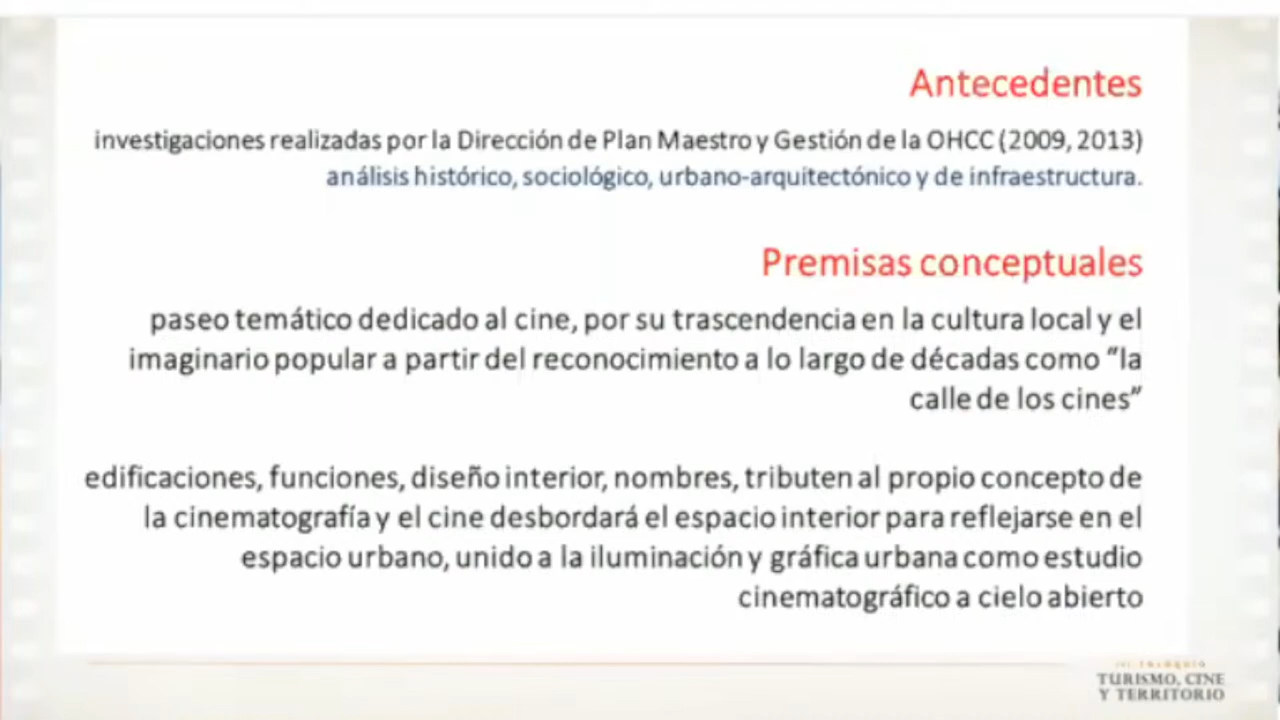 Antecedentes
investigaciones realizadas por la Dirección de Plan Maestro y Gestión de la OHCC (2009, 2013)
análisis histórico, sociológico, urbano-arquitectónico y de infraestructura.
Premisas conceptuales
paseo temático dedicado al cine, por su trascendencia en la cultura local y el
imaginario popular a partir del reconocimiento a lo largo de décadas como "la
calle de los cines"
edificaciones, funciones, diseño interior, nombres, tributen al propio concepto de
la cinematografía y el cine desbordará el espacio interior para reflejarse en el
espacio urbano, unido a la iluminación y gráfica urbana como estudio
cinematográfico a cielo abierto
COLOQUIO
TURISMO, CINE
Y TERRITORIO